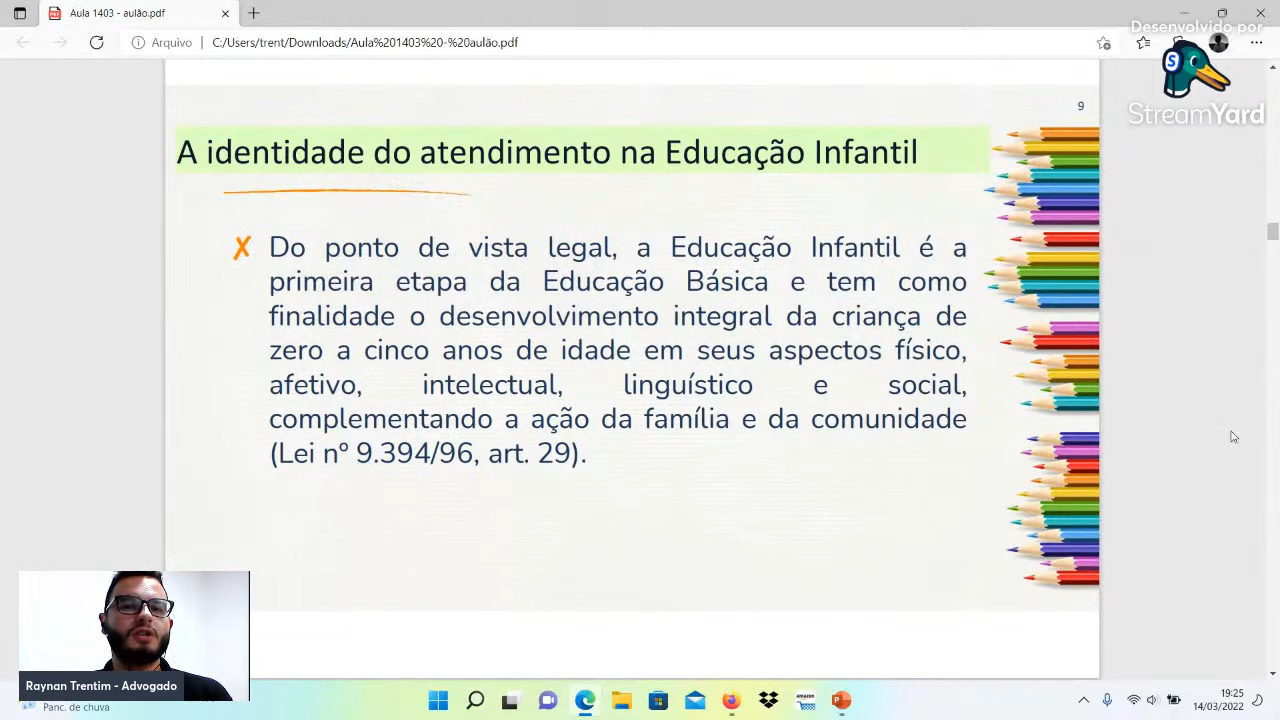 Aula 1403 - aulão.pdf
Desenvolvido por
Arquivo
C:/Users/trent/Downloads/Aula%201403%20-%20aulão.pdf
StreamYard
9
A identidade do atendimento na Educação Infantil
✗ Do ponto de vista legal, a Educação Infantil é a
primeira etapa da Educação Básica e tem como
finalidade o desenvolvimento integral da criança de
zero a cinco anos de idade em seus aspectos físico,
afetivo, intelectual, linguístico e social,
complementando a ação da família e da comunidade
(Lei nº 9.394/96, art. 29).
Raynan Trentim - Advogado
Panc. de chuva
amazon
19:25
14/03/2022